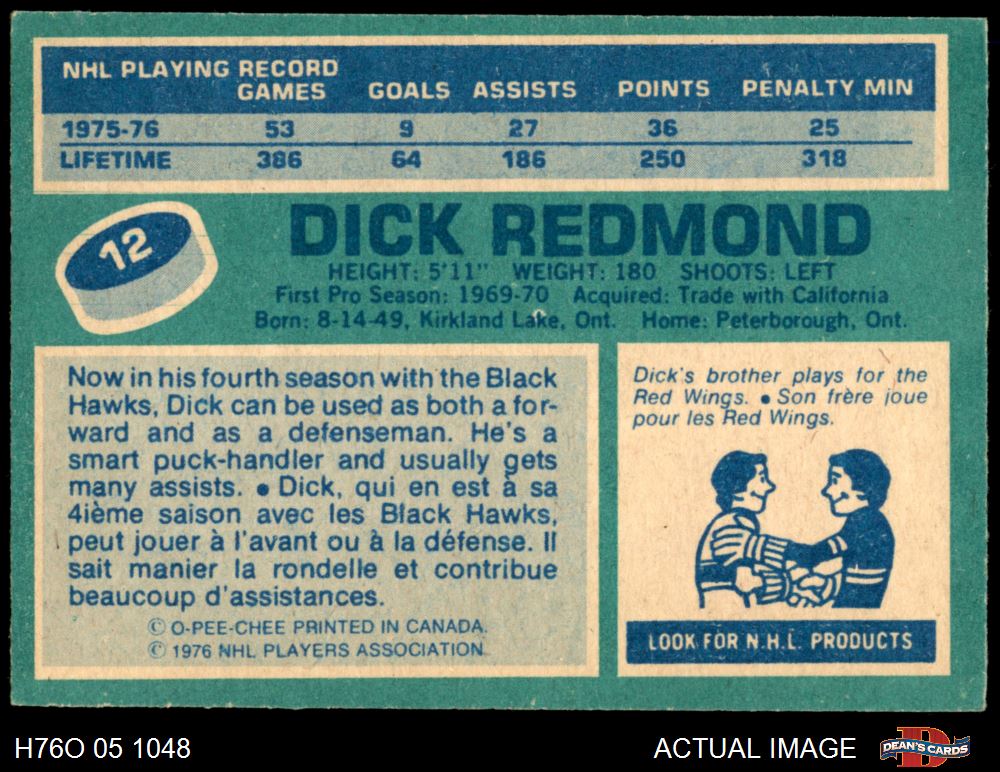 NHL PLAYING RECORD
GAMES GOALS ASSISTS POINTS PENALTY MIN
1975-76 53 9 27 36 25
LIFETIME 386 64 186 250 318
12
DICK REDMOND
HEIGHT: 5'11" WEIGHT: 180 SHOOTS: LEFT
First Pro Season: 1969-70 Acquired: Trade with California
Born: 8-14-49, Kirkland Lake, Ont. Home: Peterborough, Ont.
Now in his fourth season with the Black
Hawks, Dick can be used as both a for-
ward and as a defenseman. He's a
smart puck-handler and usually gets
many assists. ● Dick, qui en est à sa
4ième saison avec les Black Hawks,
peut jouer à l'avant ou à la défense. Il
sait manier la rondelle et contribue
beaucoup d'assistances.
© O-PEE-CHEE PRINTED IN CANADA.
© 1976 NHL PLAYERS ASSOCIATION
Dick's brother plays for the
Red Wings. ● Son frère joue
pour les Red Wings.
LOOK FOR N.H.L. PRODUCTS
H76O 05 1048
ACTUAL IMAGE
DEAN'S CARDS